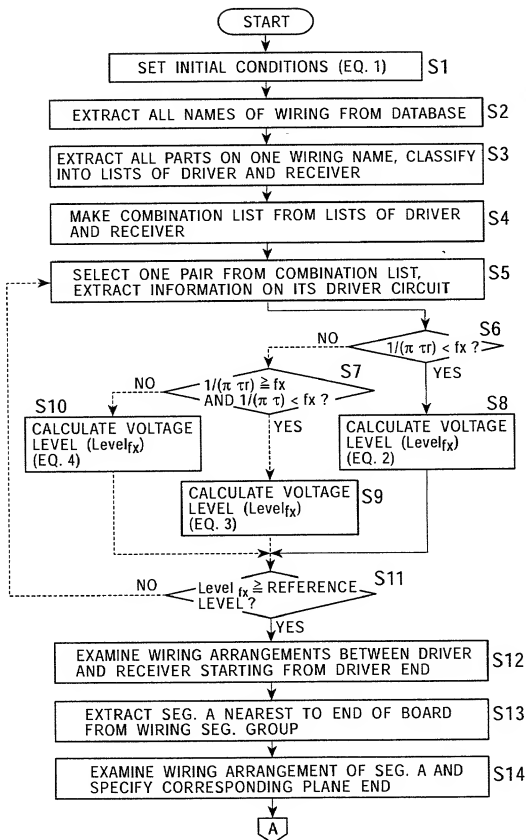 START
SET INITIAL CONDITIONS (EQ. 1) S1
EXTRACT ALL NAMES OF WIRING FROM DATABASE S2
EXTRACT ALL PARTS ON ONE WIRING NAME, CLASSIFY
INTO LISTS OF DRIVER AND RECEIVER
S3
MAKE COMBINATION LIST FROM LISTS OF DRIVER
AND RECEIVER
S4
SELECT ONE PAIR FROM COMBINATION LIST,
EXTRACT INFORMATION ON ITS DRIVER CIRCUIT
S5
S6
1/(π τr) < fx ?
NO
YES
S7
1/(π τr) ≧ fx
AND 1/(π τ) < fx ?
NO
YES
S10
CALCULATE VOLTAGE
LEVEL (Levelfx)
(EQ. 4)
S8
CALCULATE VOLTAGE
LEVEL (Levelfx)
(EQ. 2)
CALCULATE VOLTAGE
LEVEL (Levelfx)
(EQ. 3)
S9
S11
Level fx ≧ REFERENCE
LEVEL ?
NO
YES
EXAMINE WIRING ARRANGEMENTS BETWEEN DRIVER
AND RECEIVER STARTING FROM DRIVER END
S12
EXTRACT SEG. A NEAREST TO END OF BOARD
FROM WIRING SEG. GROUP
S13
EXAMINE WIRING ARRANGEMENT OF SEG. A AND
SPECIFY CORRESPONDING PLANE END
S14
A